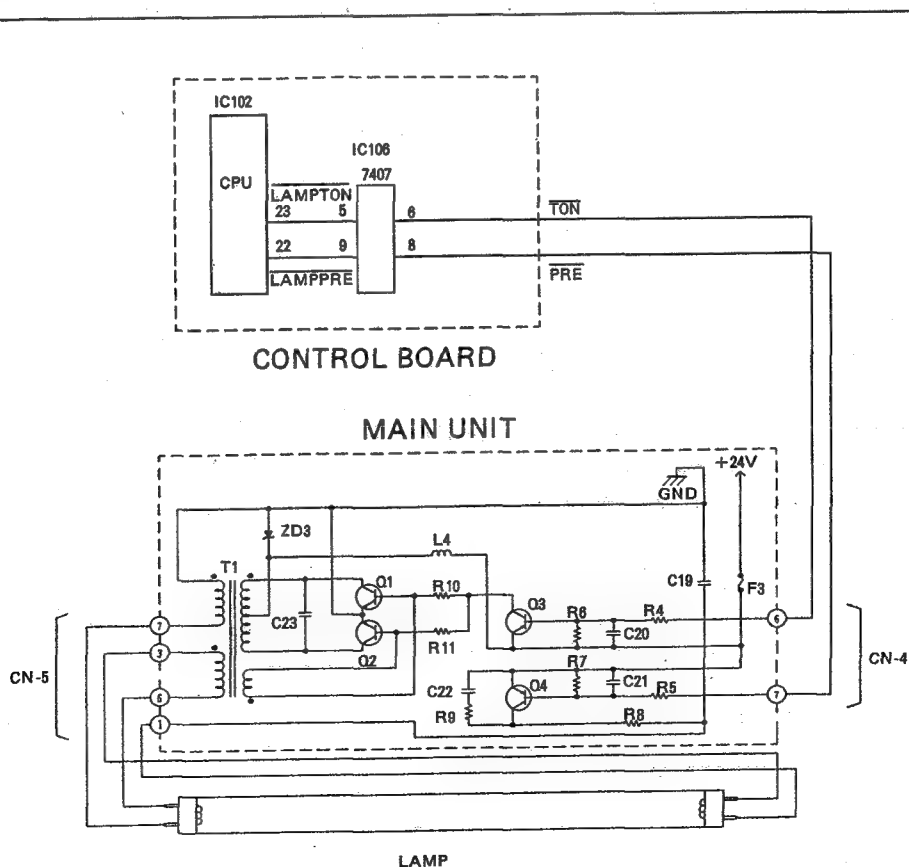 IC102
IC106
7407
CPU
LAMPTON
23 5 6
TON
22 9 8
LAMPPRE
PRE
CONTROL BOARD
MAIN UNIT
+24V
GND
ZD3
L4
T1
Q1
R10
C19
F3
Q3
R6
R4
C23
C20
6
7
R11
Q2
R7
3
CN-5
CN-4
C22
Q4
C21
R5
6
7
R9
R8
1
LAMP